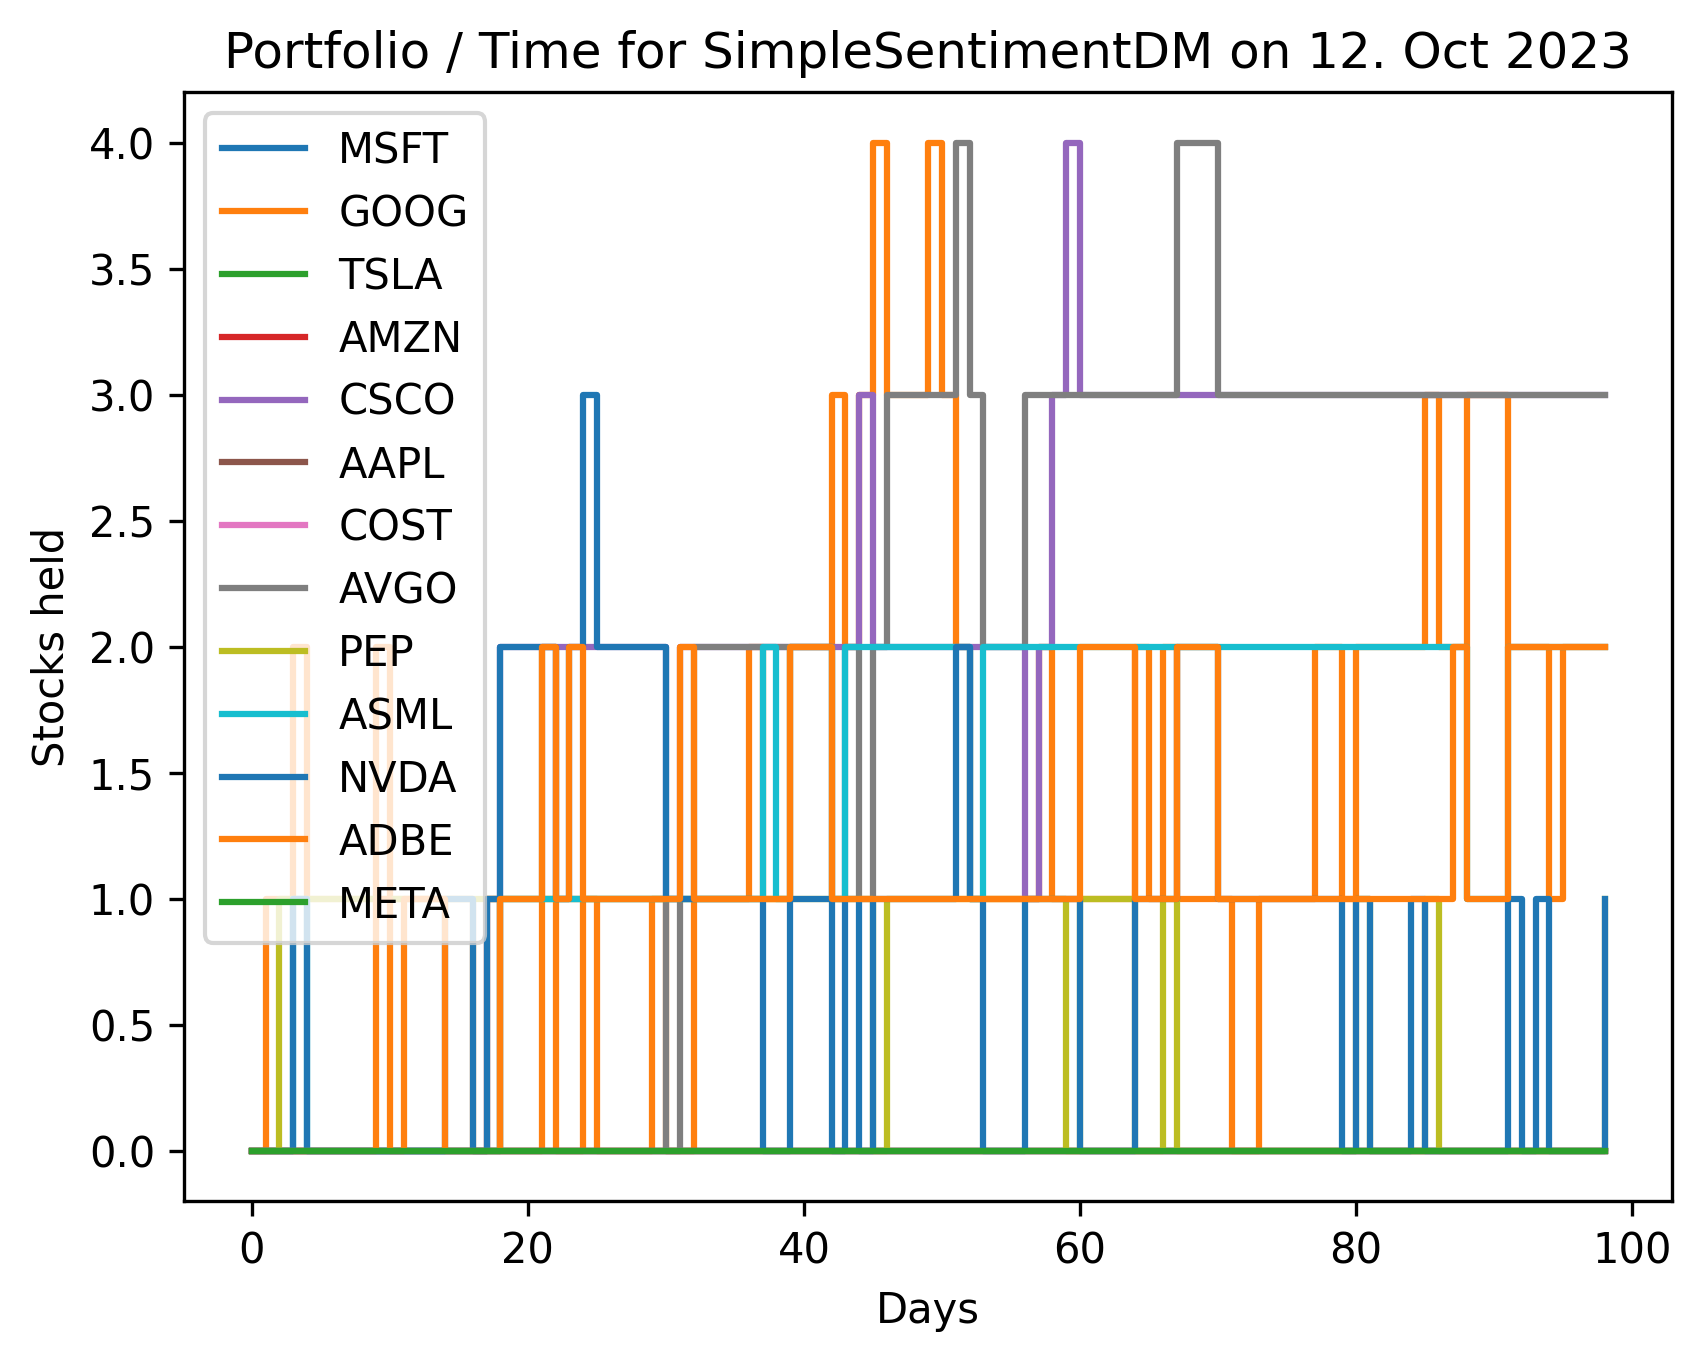 Portfolio / Time for SimpleSentimentDM on 12. Oct 2023
4.0
3.5
3.0
2.5
2.0
1.5
1.0
0.5
0.0
Stocks held
MSFT
GOOG
TSLA
AMZN
CSCO
AAPL
COST
AVGO
PEP
ASML
NVDA
ADBE
META
0 20 40 60 80 100
Days